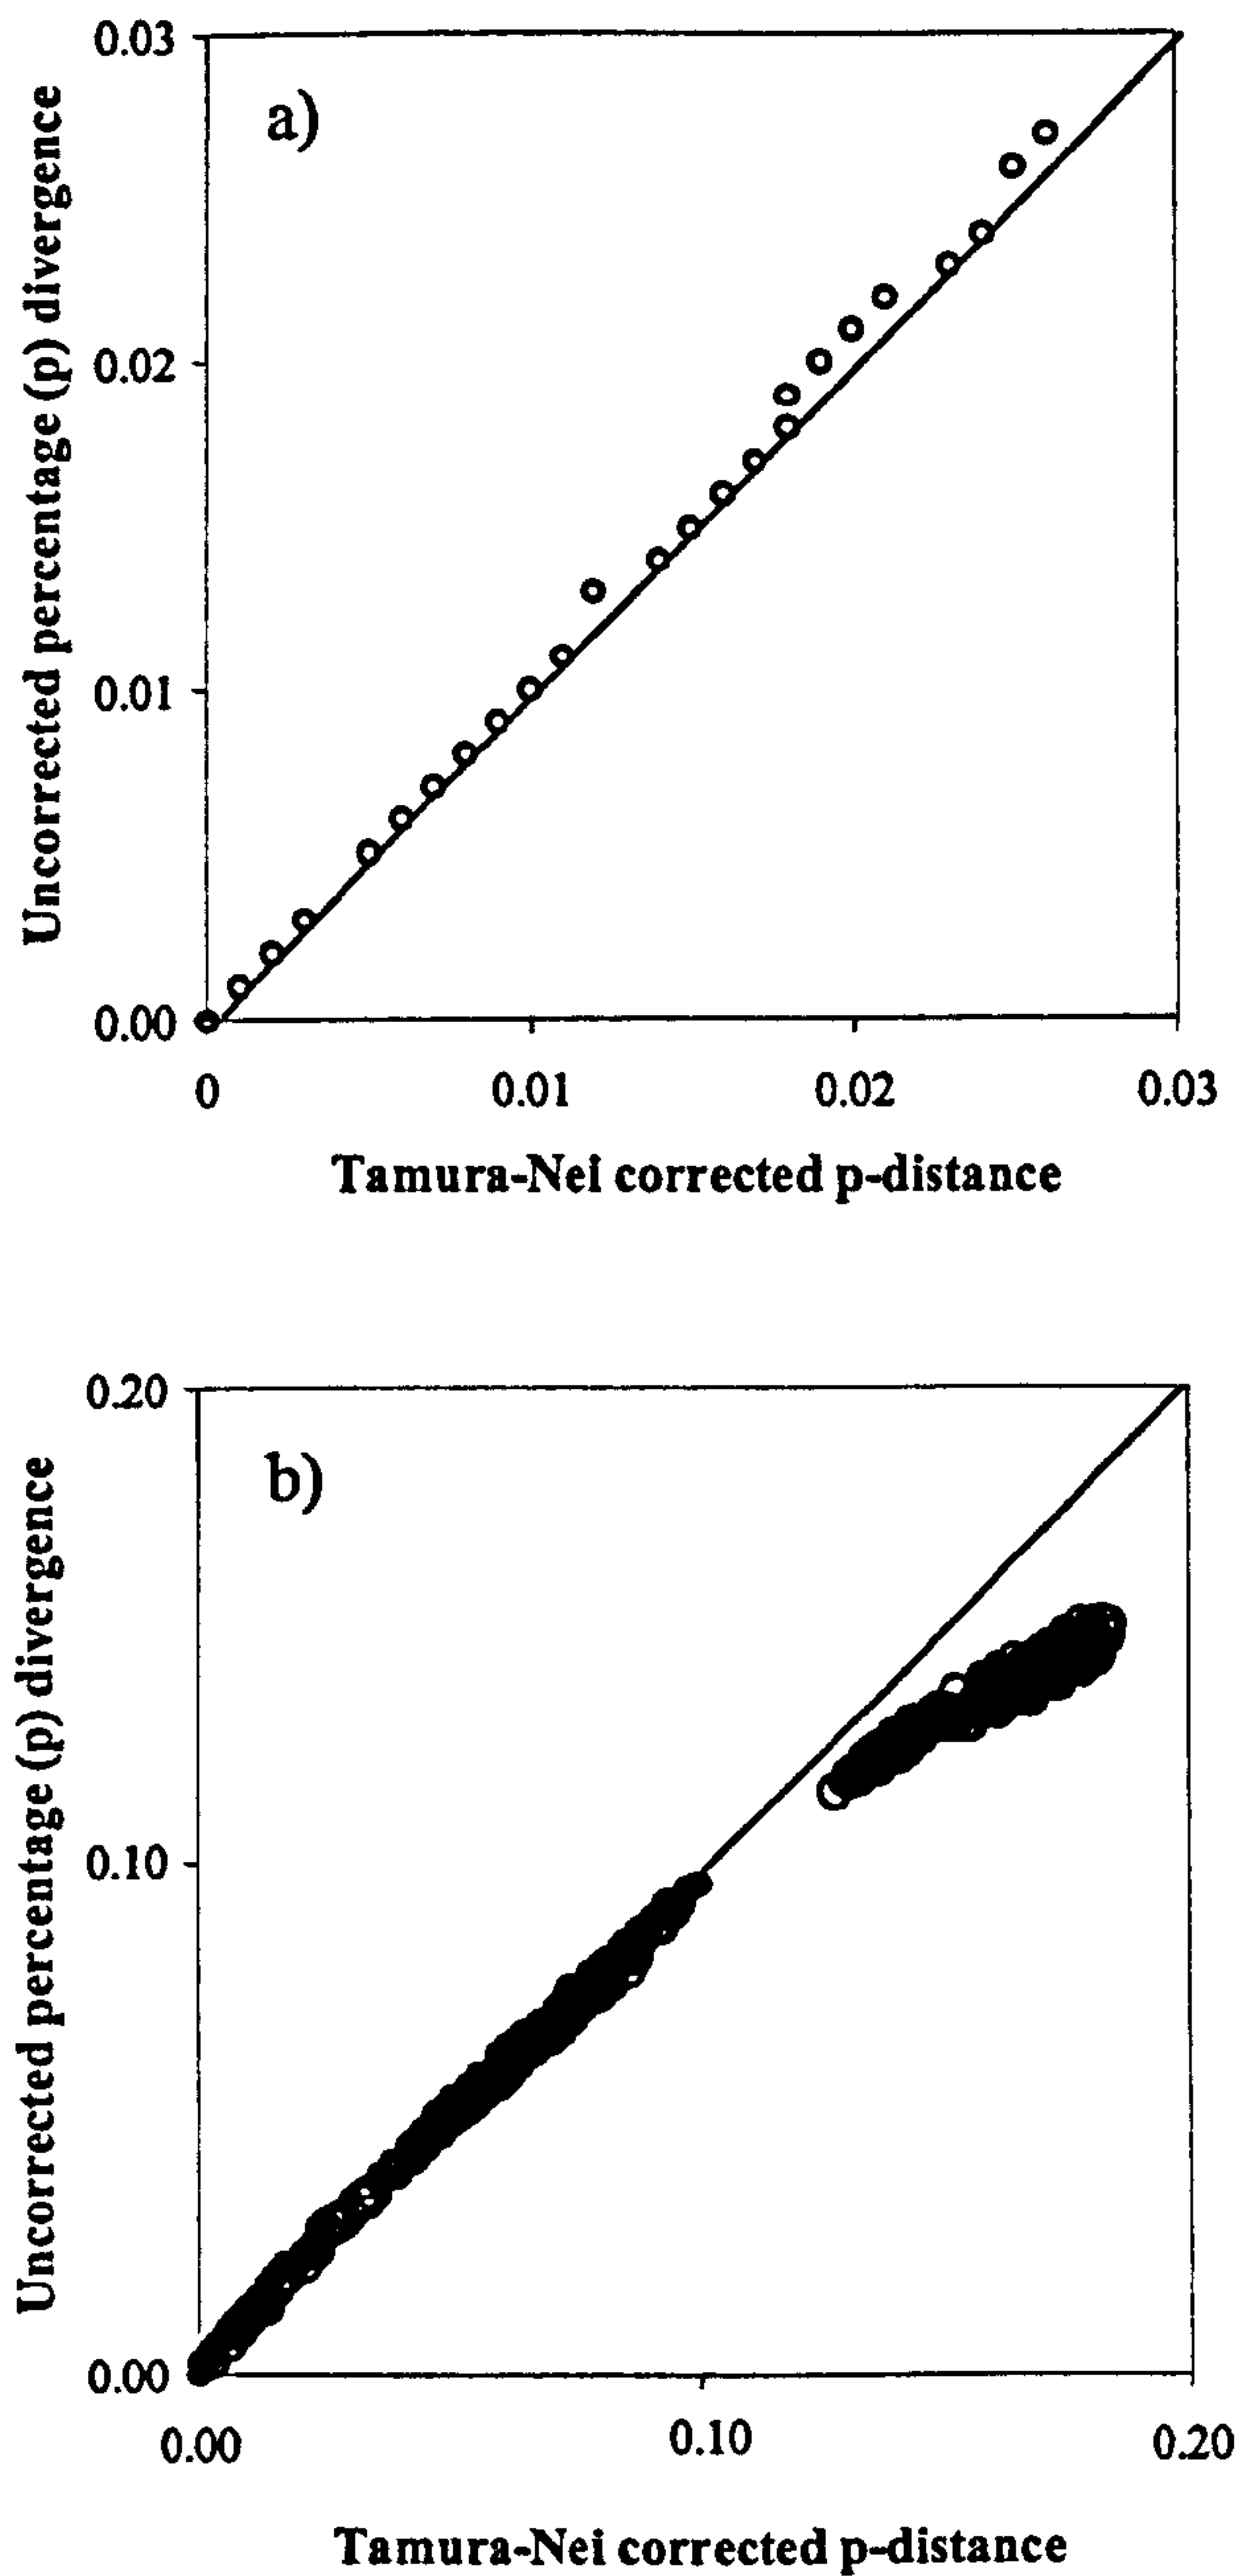 0.03
a)
Uncorrected percentage (p) divergence
0.02
0.01
0.00
0 0.01 0.02 0.03
Tamura-Nei corrected p-distance
0.20
b)
Uncorrected percentage (p) divergence
0.10
0.00
0.00 0.10 0.20
Tamura-Nei corrected p-distance